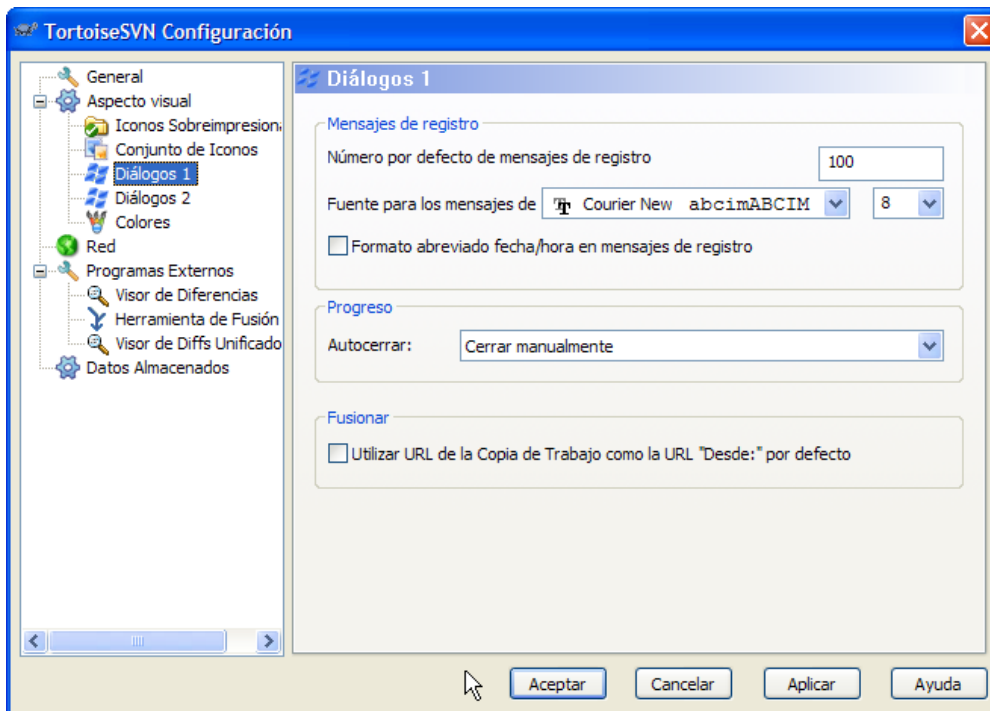 TortoiseSVN Configuración
General
Aspecto visual
Iconos Sobreimpresion
Conjunto de Iconos
Diálogos 1
Diálogos 2
Colores
Red
Programas Externos
Visor de Diferencias
Herramienta de Fusión
Visor de Diffs Unificado
Datos Almacenados
Diálogos 1
Mensajes de registro
Número por defecto de mensajes de registro 100
Fuente para los mensajes de Courier New abcimABCIM 8
Formato abreviado fecha/hora en mensajes de registro
Progreso
Autocerrar: Cerrar manualmente
Fusionar
Utilizar URL de la Copia de Trabajo como la URL "Desde:" por defecto
Aceptar Cancelar Aplicar Ayuda